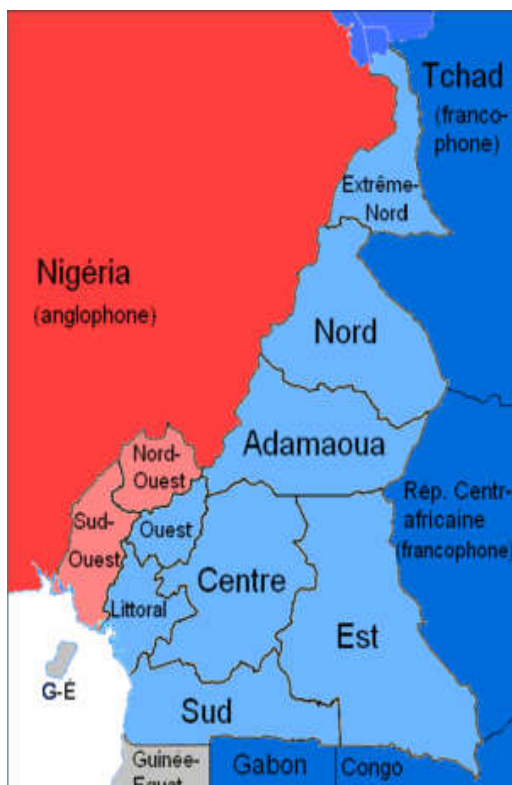 Tchad
(franco-
phone)
Extrême-
Nord
Nigéria
(anglophone)
Nord
Adamaoua
Nord-
Ouest
Rép. Centr-
africaine
(francophone)
Sud-
Ouest
Ouest
Centre
Littoral
Est
G-É
Sud
Guinée-
Équat
Gabon
Congo